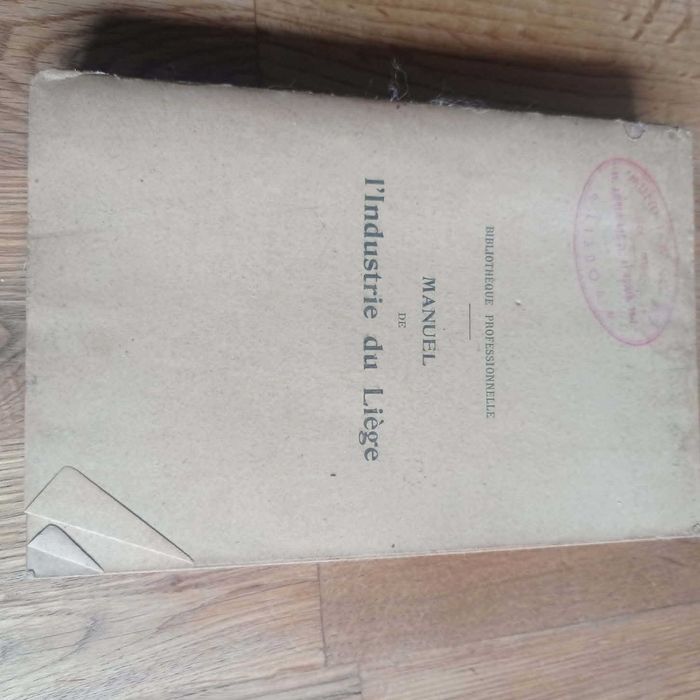 BIBLIOTHÈQUE PROFESSIONNELLE
MANUEL
DE
l'Industrie du Liège